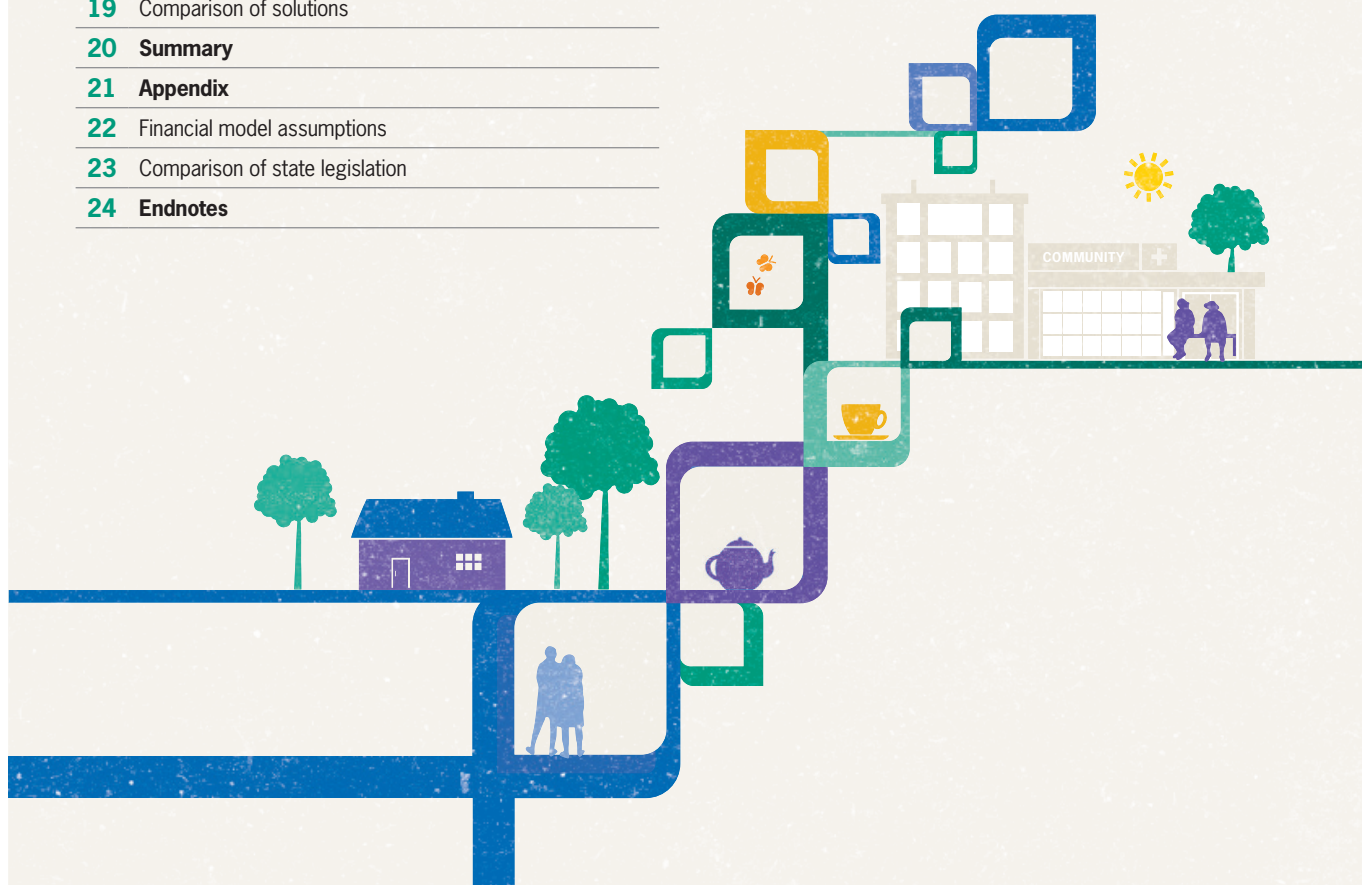 19 Comparison of solutions
20 Summary
21 Appendix
22 Financial model assumptions
23 Comparison of state legislation
24 Endnotes
COMMUNITY